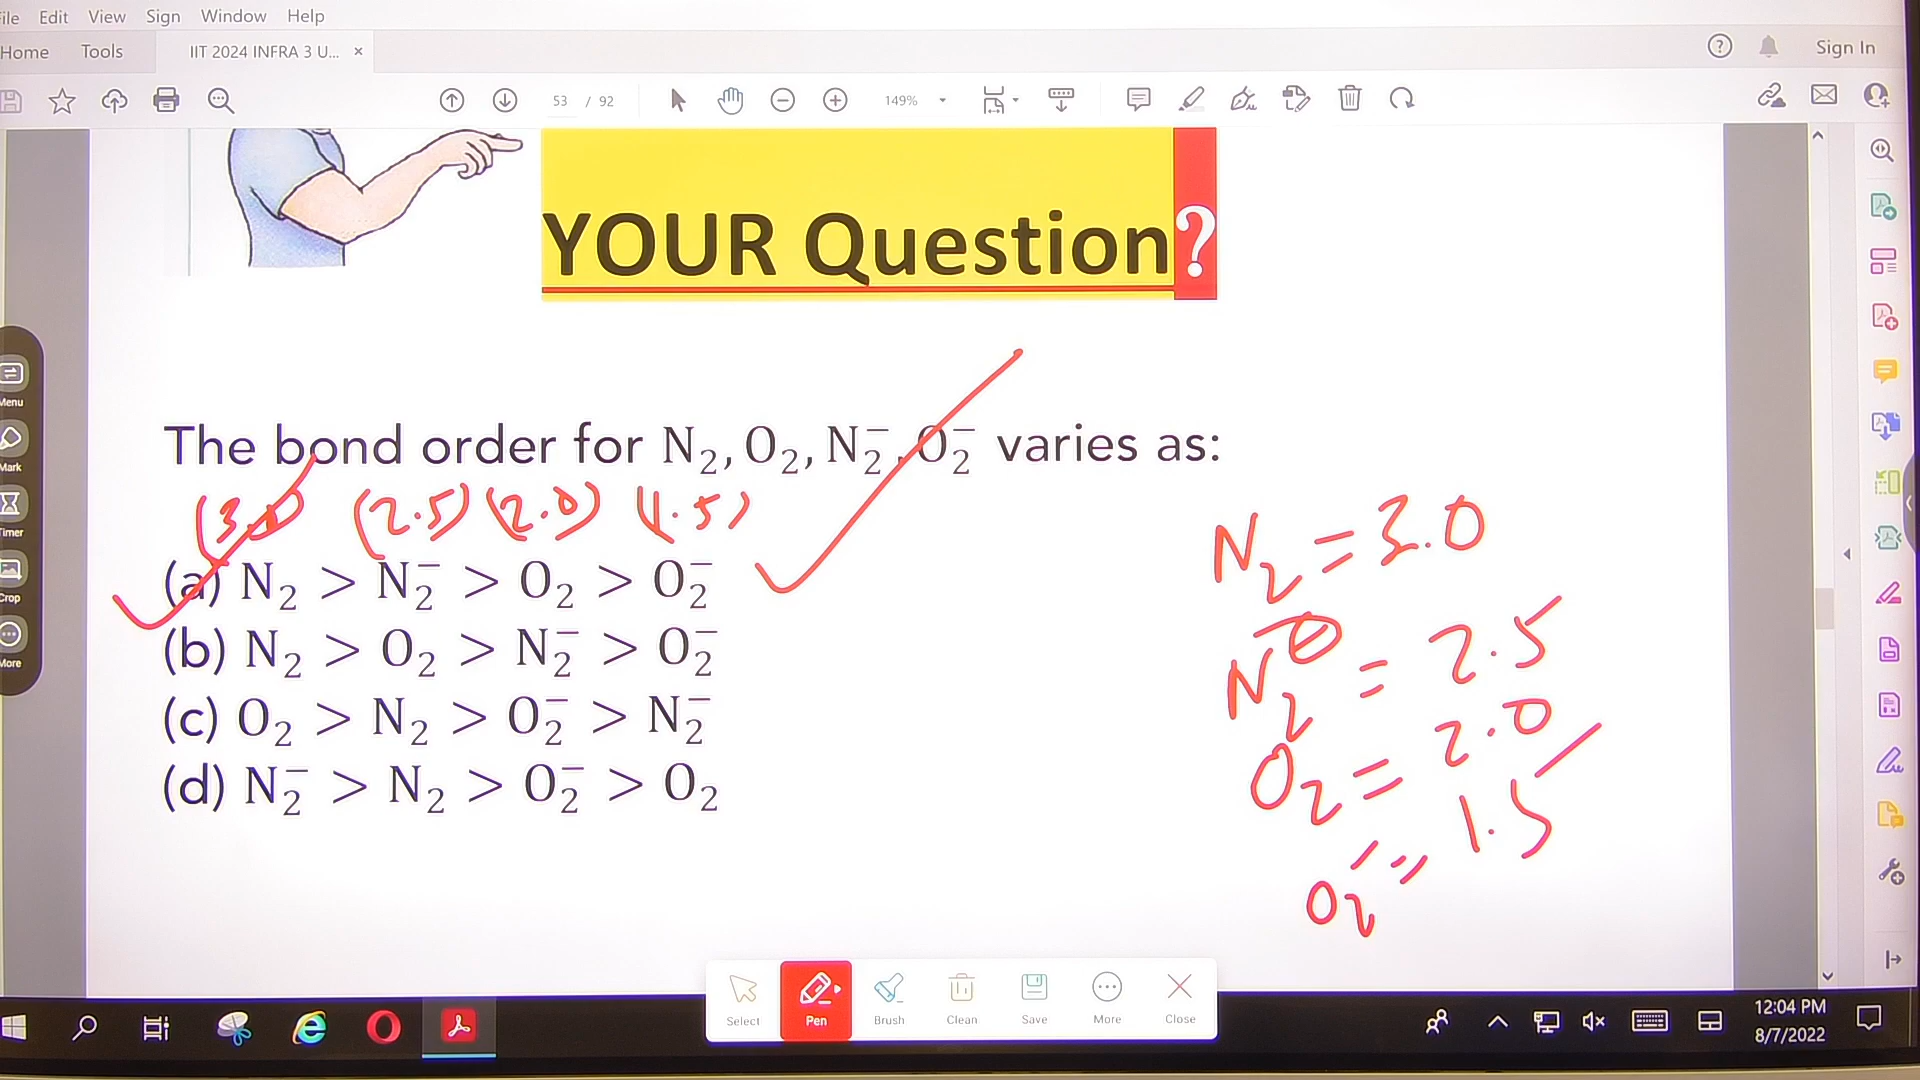 File Edit View Sign Window Help
Home Tools IIT 2024 INFRA 3 U... × Sign In
53 / 92 149%
YOUR Question?
The bond order for N₂, O₂, N₂⁻, O₂⁻ varies as:
(3.0) (2.5) (2.0) (1.5)
(a) N₂ > N₂⁻ > O₂ > O₂⁻
(b) N₂ > O₂ > N₂⁻ > O₂⁻
(c) O₂ > N₂ > O₂⁻ > N₂⁻
(d) N₂⁻ > N₂ > O₂⁻ > O₂
N₂ = 3.0
N₂⊖ = 2.5
O₂ = 2.0
O₂⁻ = 1.5
Menu
Mark
Timer
Crop
More
Select Pen Brush Clean Save More Close
12:04 PM
8/7/2022